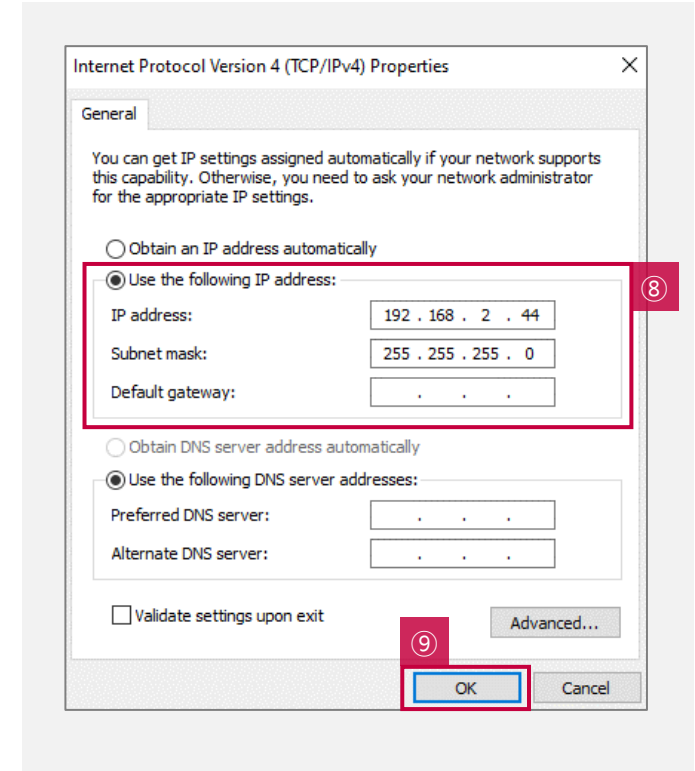 Internet Protocol Version 4 (TCP/IPv4) Properties
General
You can get IP settings assigned automatically if your network supports
this capability. Otherwise, you need to ask your network administrator
for the appropriate IP settings.
Obtain an IP address automatically
Use the following IP address:
⑧
IP address: 192 . 168 . 2 . 44
Subnet mask: 255 . 255 . 255 . 0
Default gateway: . . .
Obtain DNS server address automatically
Use the following DNS server addresses:
Preferred DNS server: . . .
Alternate DNS server: . . .
Validate settings upon exit
Advanced...
⑨
OK Cancel